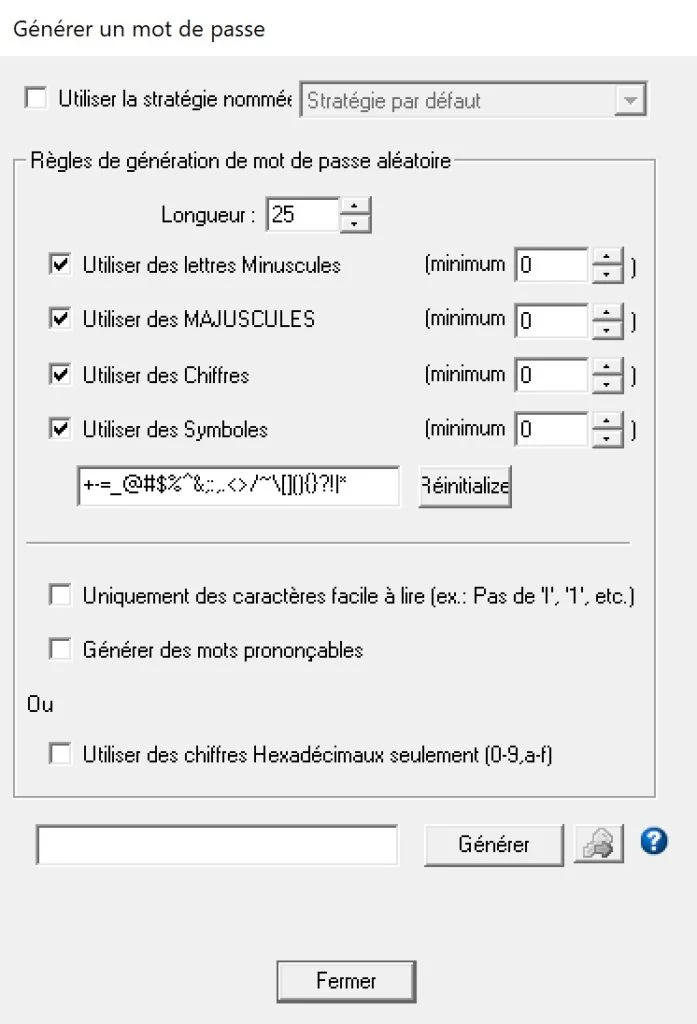 Générer un mot de passe
Utiliser la stratégie nommée Stratégie par défaut
Règles de génération de mot de passe aléatoire
Longueur : 25
Utiliser des lettres Minuscules (minimum 0 )
Utiliser des MAJUSCULES (minimum 0 )
Utiliser des Chiffres (minimum 0 )
Utiliser des Symboles (minimum 0 )
+-=_@#$%^&;:,.<>/~\[](){}?!|* Réinitialize
Uniquement des caractères facile à lire (ex.: Pas de 'l', '1', etc.)
Générer des mots prononçables
Ou
Utiliser des chiffres Hexadécimaux seulement (0-9,a-f)
Générer ?
Fermer